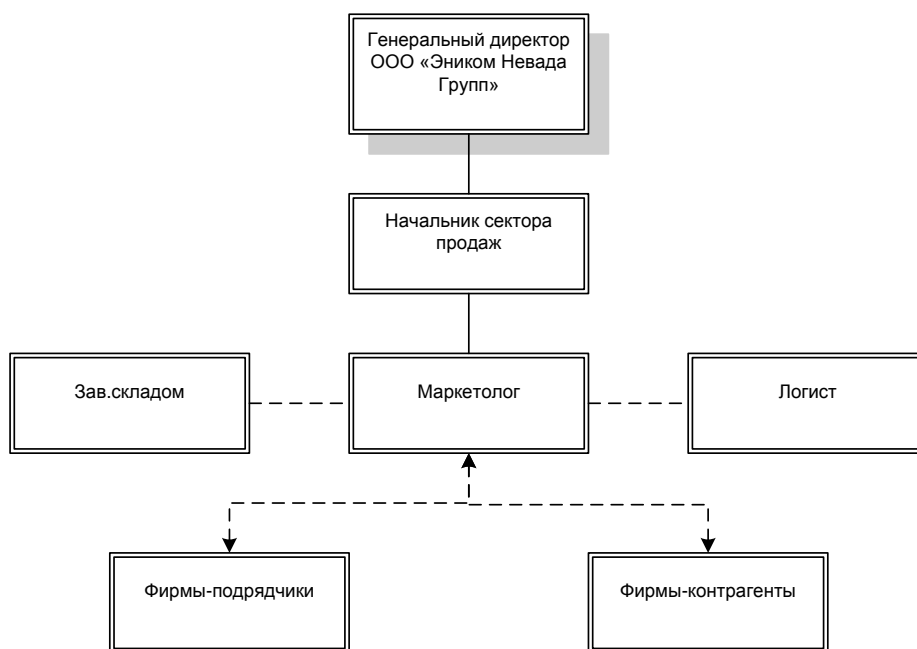 Генеральный директор
ООО «Эником Невада
Групп»
Начальник сектора
продаж
Зав.складом
Маркетолог
Логист
Фирмы-подрядчики
Фирмы-контрагенты